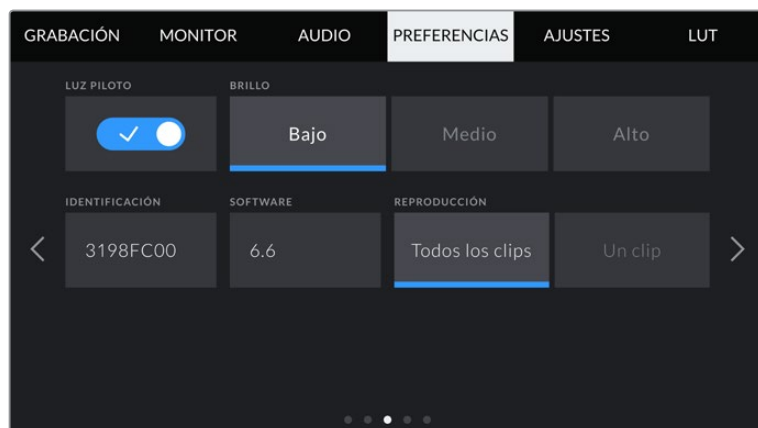 GRABACIÓN MONITOR AUDIO PREFERENCIAS AJUSTES LUT
LUZ PILOTO BRILLO
Bajo Medio Alto
IDENTIFICACIÓN SOFTWARE REPRODUCCIÓN
3198FC00 6.6 Todos los clips Un clip